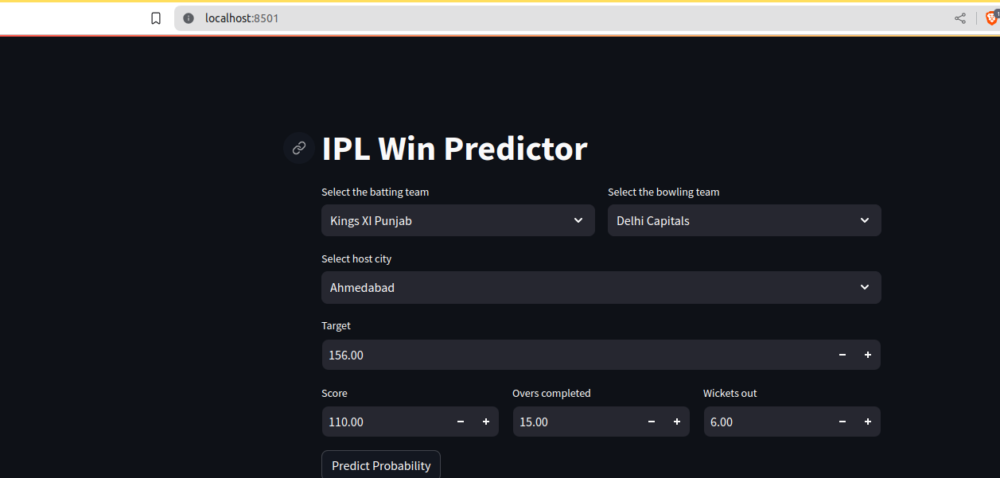 localhost:8501
IPL Win Predictor
Select the batting team
Select the bowling team
Kings XI Punjab
Delhi Capitals
Select host city
Ahmedabad
Target
156.00
Score
Overs completed
Wickets out
110.00
15.00
6.00
Predict Probability